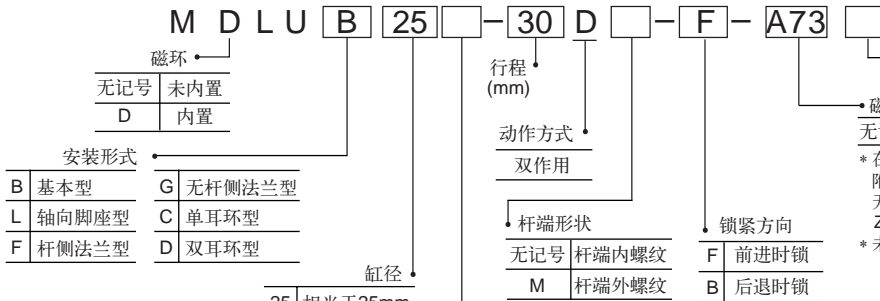 M D L U B 25 - 30 D - F - A73
磁环
无记号 未内置
D 内置
行程
(mm)
动作方式
双作用
安装形式
B 基本型 G 无杆侧法兰型
L 轴向脚座型 C 单耳环型
F 杆侧法兰型 D 双耳环型
杆端形状
无记号 杆端内螺纹
M 杆端外螺纹
锁紧方向
F 前进时锁
B 后退时锁
缸径